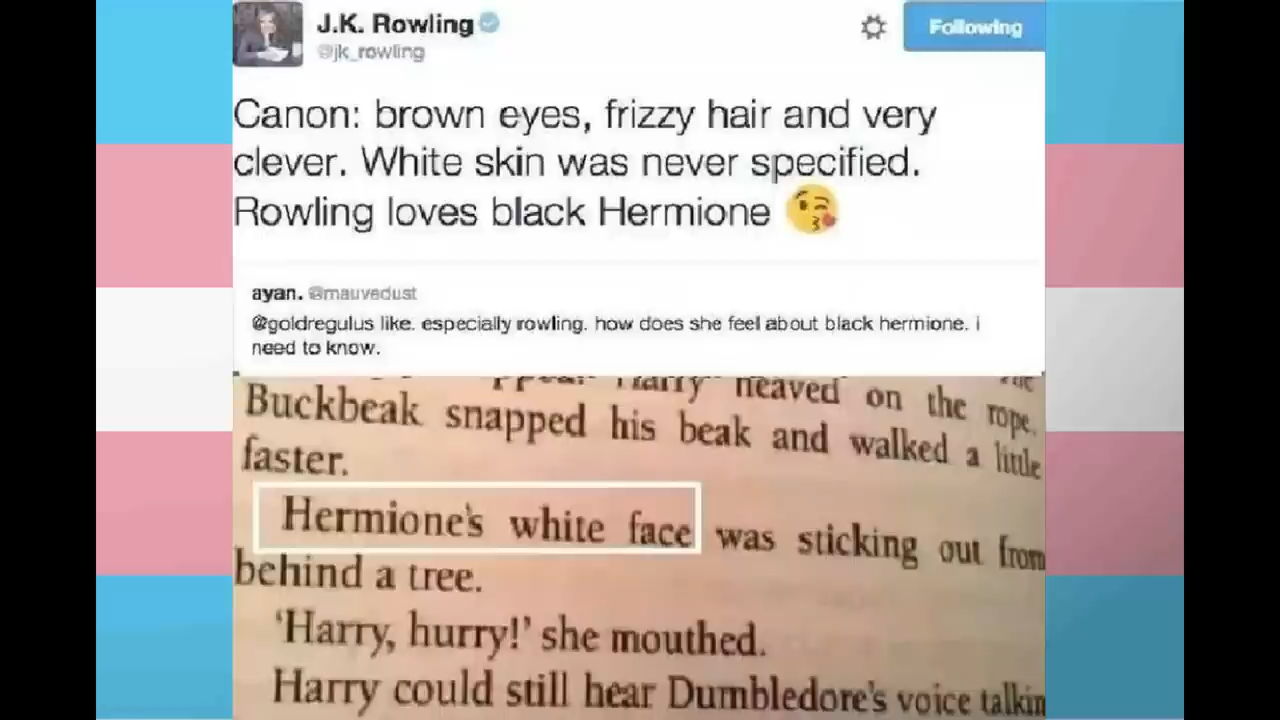 J.K. Rowling
@jk_rowling
Following
Canon: brown eyes, frizzy hair and very
clever. White skin was never specified.
Rowling loves black Hermione 😘
ayan. @mauvedust
@goldregulus like. especially rowling. how does she feel about black hermione. i
need to know.
Harry heaved on the rope.
Buckbeak snapped his beak and walked a little
faster.
Hermione's white face was sticking out from
behind a tree.
'Harry, hurry!' she mouthed.
Harry could still hear Dumbledore's voice talkin